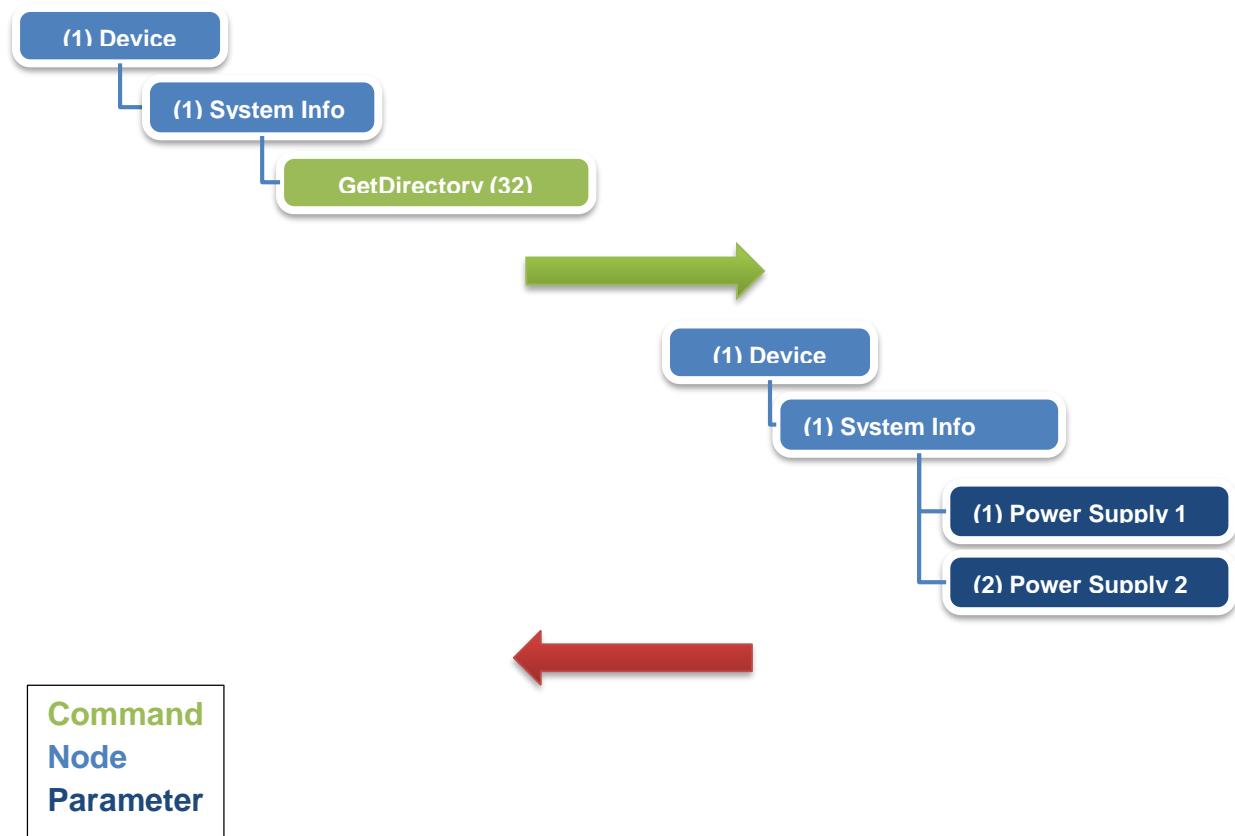 (1) Device
(1) System Info
GetDirectory (32)
(1) Device
(1) System Info
(1) Power Supply 1
(2) Power Supply 2
Command
Node
Parameter